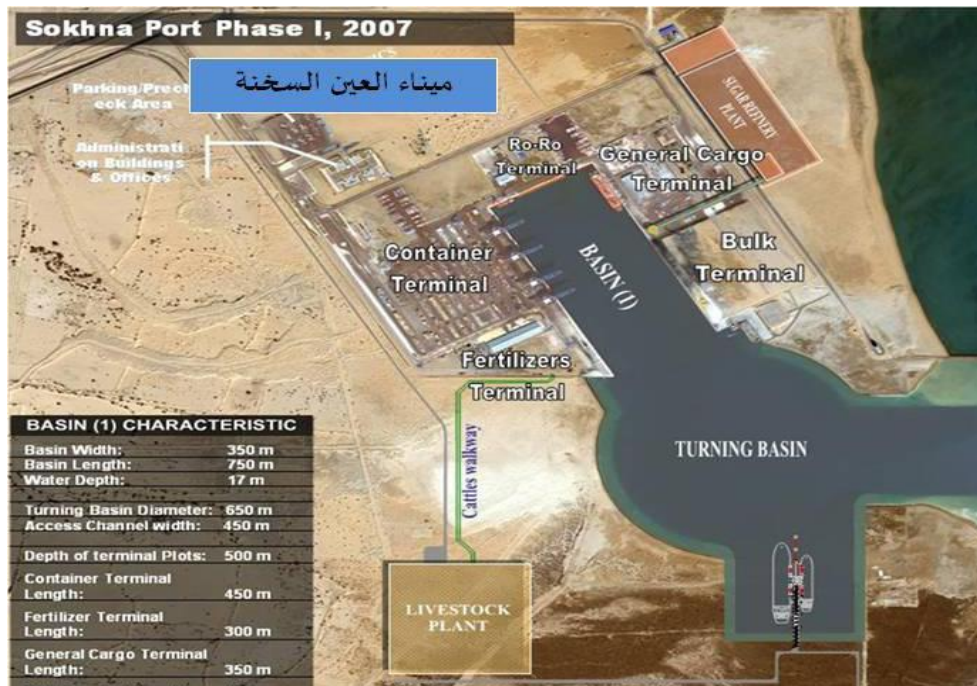 Sokhna Port Phase I, 2007
ميناء العين السخنة
Parking/Prech
eck Area
Administrati
on Buildings
& Offices
Ro-Ro
Terminal
General Cargo
Terminal
SUGAR REFINERY
PLANT
Container
Terminal
BASIN (1)
Bulk
Terminal
Fertilizers
Terminal
TURNING BASIN
Cattles walkway
LIVESTOCK
PLANT
BASIN (1) CHARACTERISTIC
Basin Width: 350 m
Basin Length: 750 m
Water Depth: 17 m
Turning Basin Diameter: 650 m
Access Channel width: 450 m
Depth of terminal Plots: 500 m
Container Terminal
Length: 450 m
Fertilizer Terminal
Length: 300 m
General Cargo Terminal
Length: 350 m